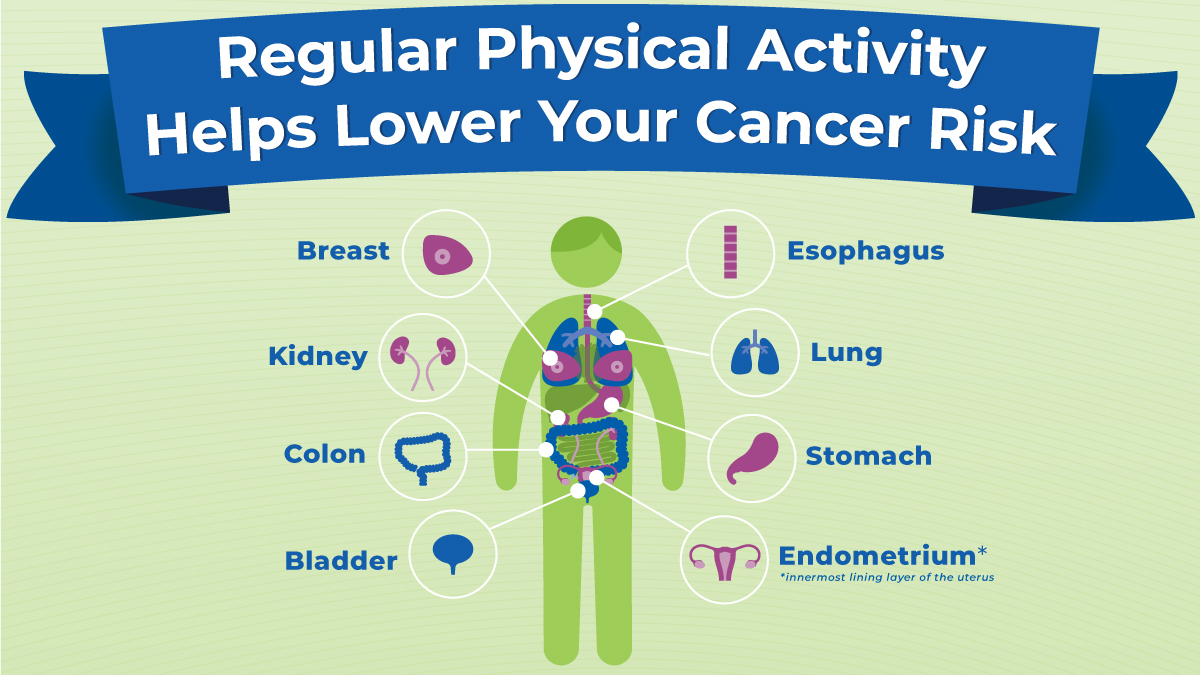 Regular Physical Activity
Helps Lower Your Cancer Risk
Breast
Esophagus
Kidney
Lung
Colon
Stomach
Bladder
Endometrium*
*innermost lining layer of the uterus